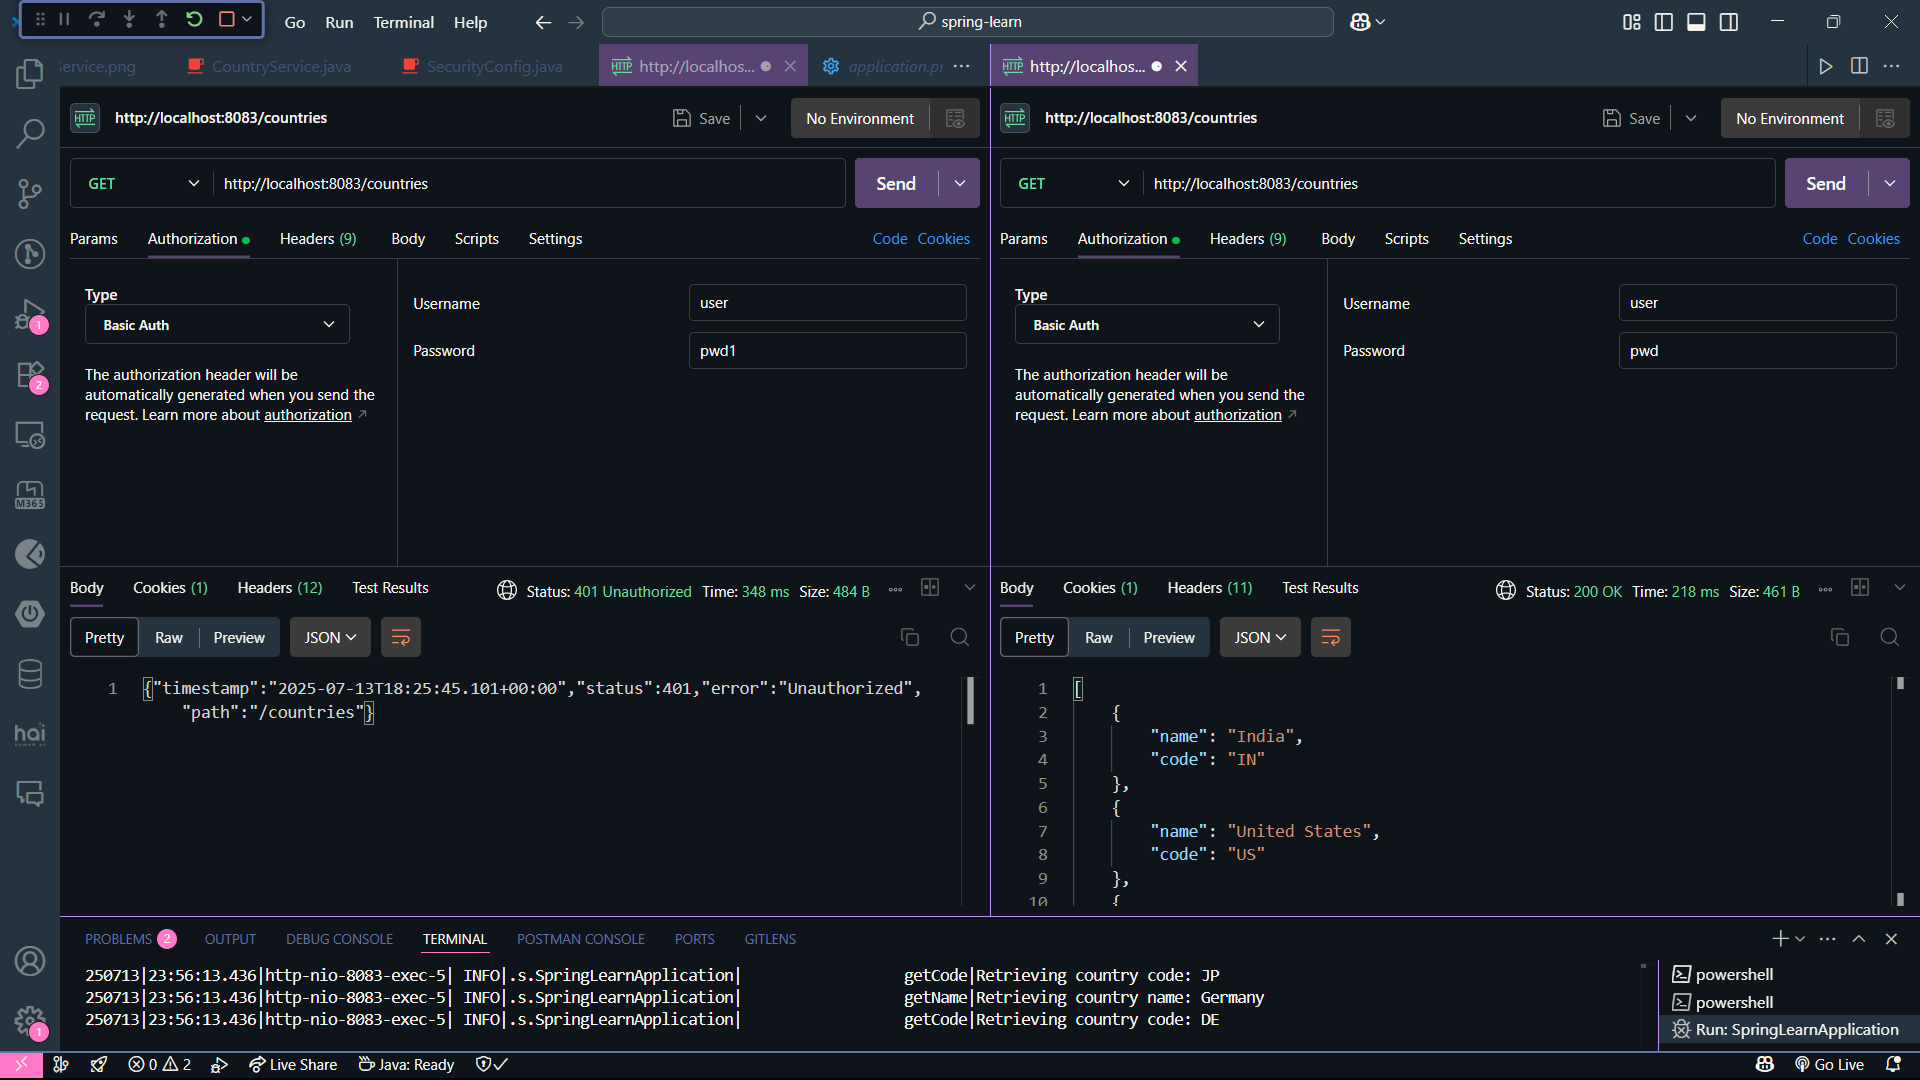 Go Run Terminal Help spring-learn
Service.png CountryService.java SecurityConfig.java HTTP http://localhos... application.pr ... HTTP http://localhos...
HTTP http://localhost:8083/countries Save No Environment
GET http://localhost:8083/countries Send
Params Authorization Headers (9) Body Scripts Settings Code Cookies
Type
Basic Auth
The authorization header will be
automatically generated when you send the
request. Learn more about authorization
Username user
Password pwd1
Body Cookies (1) Headers (12) Test Results Status: 401 Unauthorized Time: 348 ms Size: 484 B
Pretty Raw Preview JSON
1 {"timestamp":"2025-07-13T18:25:45.101+00:00","status":401,"error":"Unauthorized",
"path":"/countries"}
HTTP http://localhost:8083/countries Save No Environment
GET http://localhost:8083/countries Send
Params Authorization Headers (9) Body Scripts Settings Code Cookies
Type
Basic Auth
The authorization header will be
automatically generated when you send the
request. Learn more about authorization
Username user
Password pwd
Body Cookies (1) Headers (11) Test Results Status: 200 OK Time: 218 ms Size: 461 B
Pretty Raw Preview JSON
1 [
2 {
3 "name": "India",
4 "code": "IN"
5 },
6 {
7 "name": "United States",
8 "code": "US"
9 },
10 {
1
2
M365
hai
HUMAN AI
1
PROBLEMS 2 OUTPUT DEBUG CONSOLE TERMINAL POSTMAN CONSOLE PORTS GITLENS
250713|23:56:13.436|http-nio-8083-exec-5| INFO|.s.SpringLearnApplication| getCode|Retrieving country code: JP
250713|23:56:13.436|http-nio-8083-exec-5| INFO|.s.SpringLearnApplication| getName|Retrieving country name: Germany
250713|23:56:13.436|http-nio-8083-exec-5| INFO|.s.SpringLearnApplication| getCode|Retrieving country code: DE
powershell
powershell
Run: SpringLearnApplication
0 2 Live Share Java: Ready Go Live